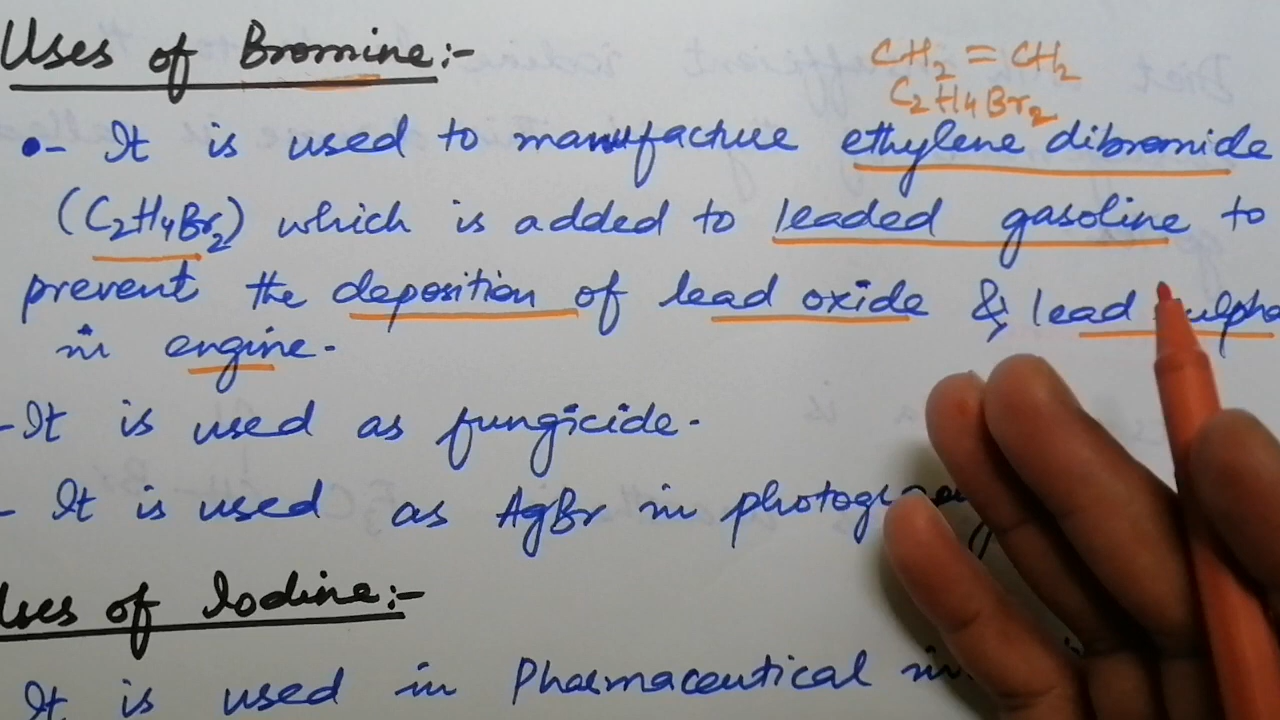 Uses of Bromine:-
CH2 = CH2
C2H4Br2
•- It is used to manufacture ethylene dibromide
(C2H4Br2) which is added to leaded gasoline to
prevent the deposition of lead oxide & lead
in engine.
-It is used as fungicide.
- It is used as AgBr in
Uses of Iodine:-
It is used in Pharmaceutical